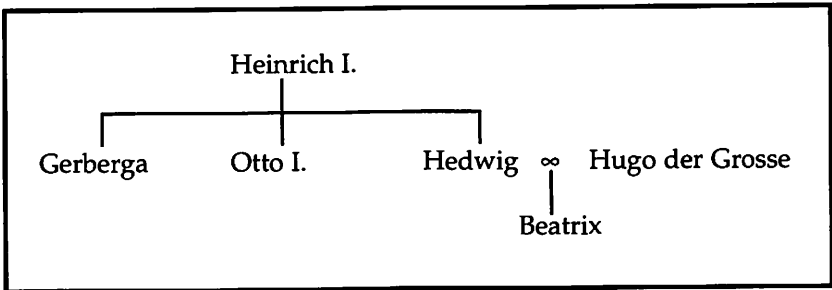 Heinrich I.
Gerberga Otto I. Hedwig ∞ Hugo der Grosse
Beatrix